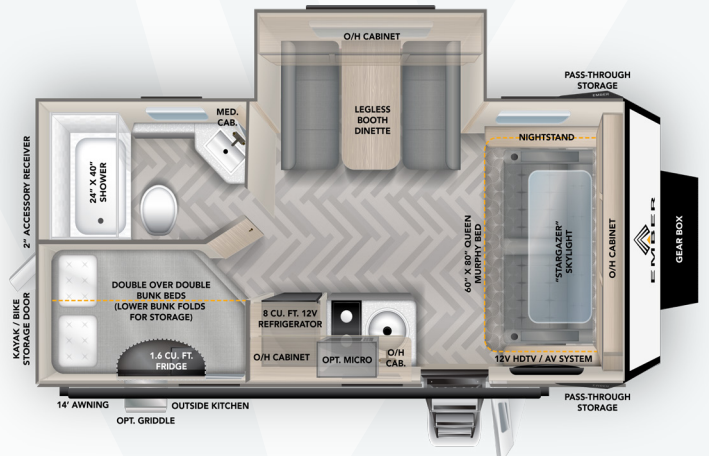 O/H CABINET
PASS-THROUGH
STORAGE
EMBER
MED.
CAB.
LEGLESS
BOOTH
DINETTE
NIGHTSTAND
2" ACCESSORY RECEIVER
24" X 40"
SHOWER
60" X 80" QUEEN
MURPHY BED
"STARGAZER"
SKYLIGHT
O/H CABINET
EMBER
GEAR BOX
KAYAK / BIKE
STORAGE DOOR
DOUBLE OVER DOUBLE
BUNK BEDS
(LOWER BUNK FOLDS
FOR STORAGE)
8 CU. FT. 12V
REFRIGERATOR
1.6 CU. FT.
FRIDGE
O/H CABINET
OPT. MICRO
O/H
CAB.
12V HDTV / AV SYSTEM
14' AWNING
OUTSIDE KITCHEN
OPT. GRIDDLE
PASS-THROUGH
STORAGE